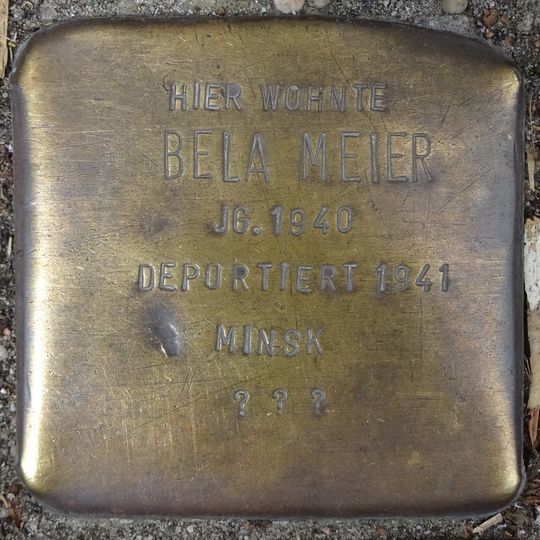 HIER WOHNTE
BELA MEIER
JG. 1940
DEPORTIERT 1941
MINSK
? ? ?